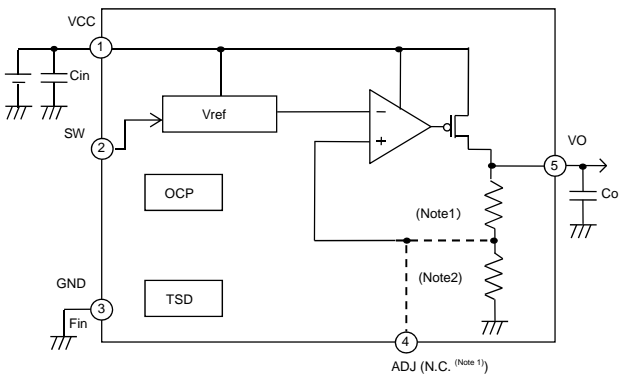 VCC
1
Cin
Vref
SW
2
VO
5
Co
OCP
(Note1)
(Note2)
GND
3
Fin
TSD
4
ADJ (N.C. (Note 1))